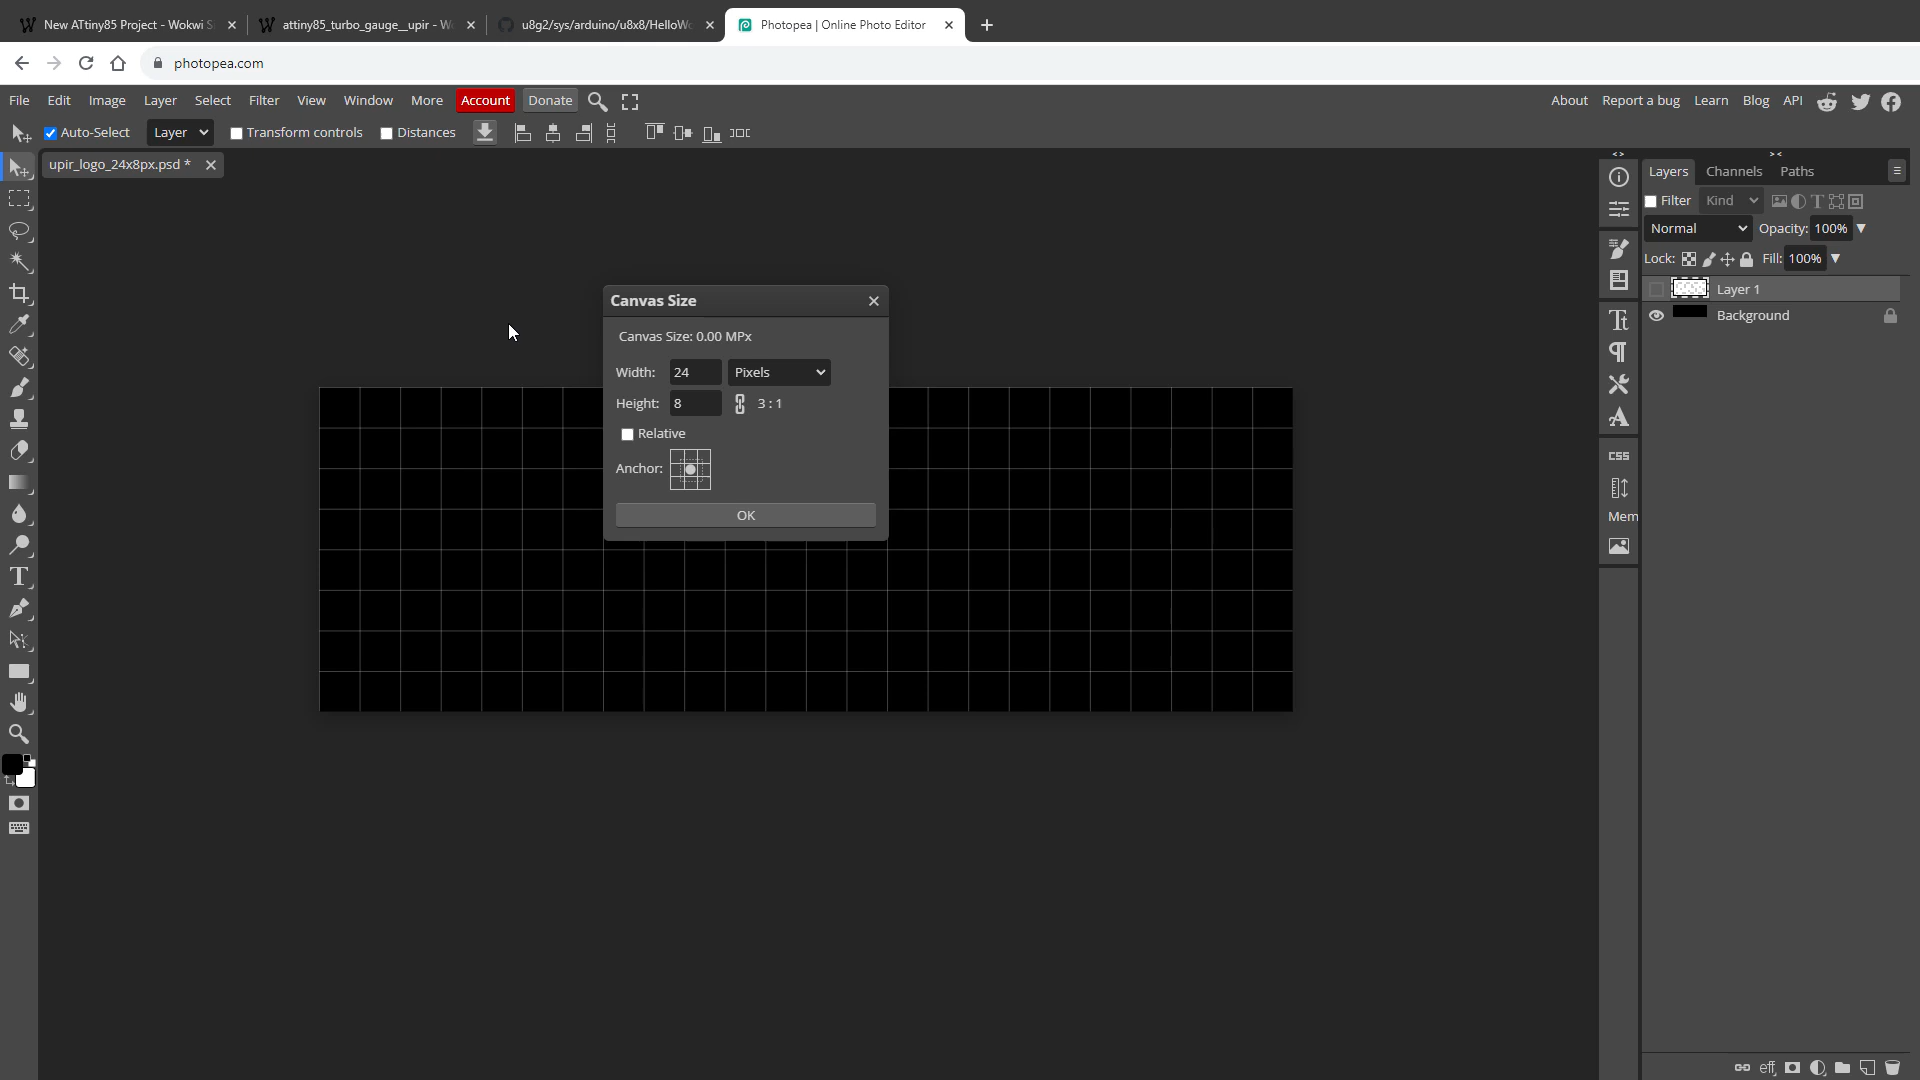 New ATtiny85 Project - Wokwi S
attiny85_turbo_gauge__upir - W
u8g2/sys/arduino/u8x8/HelloWo
Photopea | Online Photo Editor
photopea.com
File Edit Image Layer Select Filter View Window More Account Donate
About Report a bug Learn Blog API
Auto-Select Layer Transform controls Distances
upir_logo_24x8px.psd *
Layers Channels Paths
Filter Kind
Normal Opacity: 100%
Lock: Fill: 100%
Layer 1
Background
Canvas Size
Canvas Size: 0.00 MPx
Width: 24 Pixels
Height: 8 3 : 1
Relative
Anchor:
OK
CSS
Mem
eff